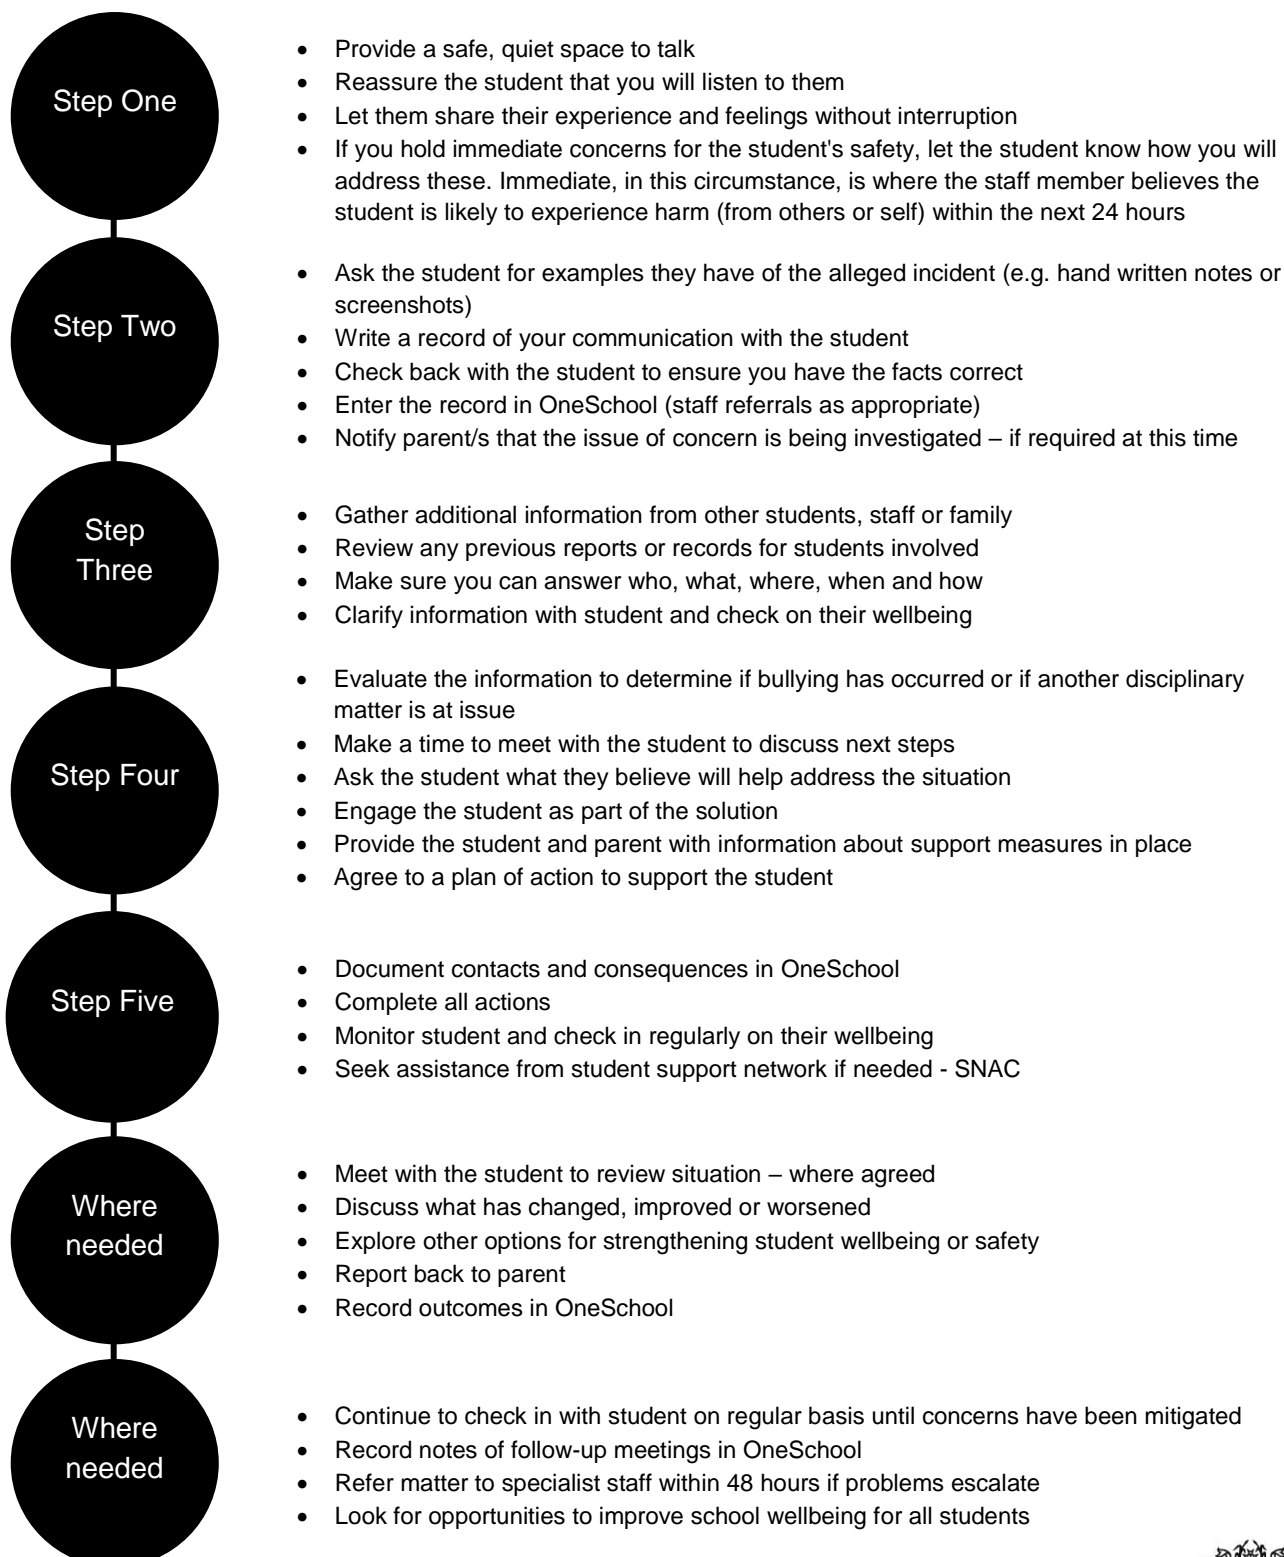 Step One
• Provide a safe, quiet space to talk
• Reassure the student that you will listen to them
• Let them share their experience and feelings without interruption
• If you hold immediate concerns for the student's safety, let the student know how you will
address these. Immediate, in this circumstance, is where the staff member believes the
student is likely to experience harm (from others or self) within the next 24 hours
Step Two
• Ask the student for examples they have of the alleged incident (e.g. hand written notes or
screenshots)
• Write a record of your communication with the student
• Check back with the student to ensure you have the facts correct
• Enter the record in OneSchool (staff referrals as appropriate)
• Notify parent/s that the issue of concern is being investigated – if required at this time
Step
Three
• Gather additional information from other students, staff or family
• Review any previous reports or records for students involved
• Make sure you can answer who, what, where, when and how
• Clarify information with student and check on their wellbeing
Step Four
• Evaluate the information to determine if bullying has occurred or if another disciplinary
matter is at issue
• Make a time to meet with the student to discuss next steps
• Ask the student what they believe will help address the situation
• Engage the student as part of the solution
• Provide the student and parent with information about support measures in place
• Agree to a plan of action to support the student
Step Five
• Document contacts and consequences in OneSchool
• Complete all actions
• Monitor student and check in regularly on their wellbeing
• Seek assistance from student support network if needed - SNAC
Where
needed
• Meet with the student to review situation – where agreed
• Discuss what has changed, improved or worsened
• Explore other options for strengthening student wellbeing or safety
• Report back to parent
• Record outcomes in OneSchool
Where
needed
• Continue to check in with student on regular basis until concerns have been mitigated
• Record notes of follow-up meetings in OneSchool
• Refer matter to specialist staff within 48 hours if problems escalate
• Look for opportunities to improve school wellbeing for all students